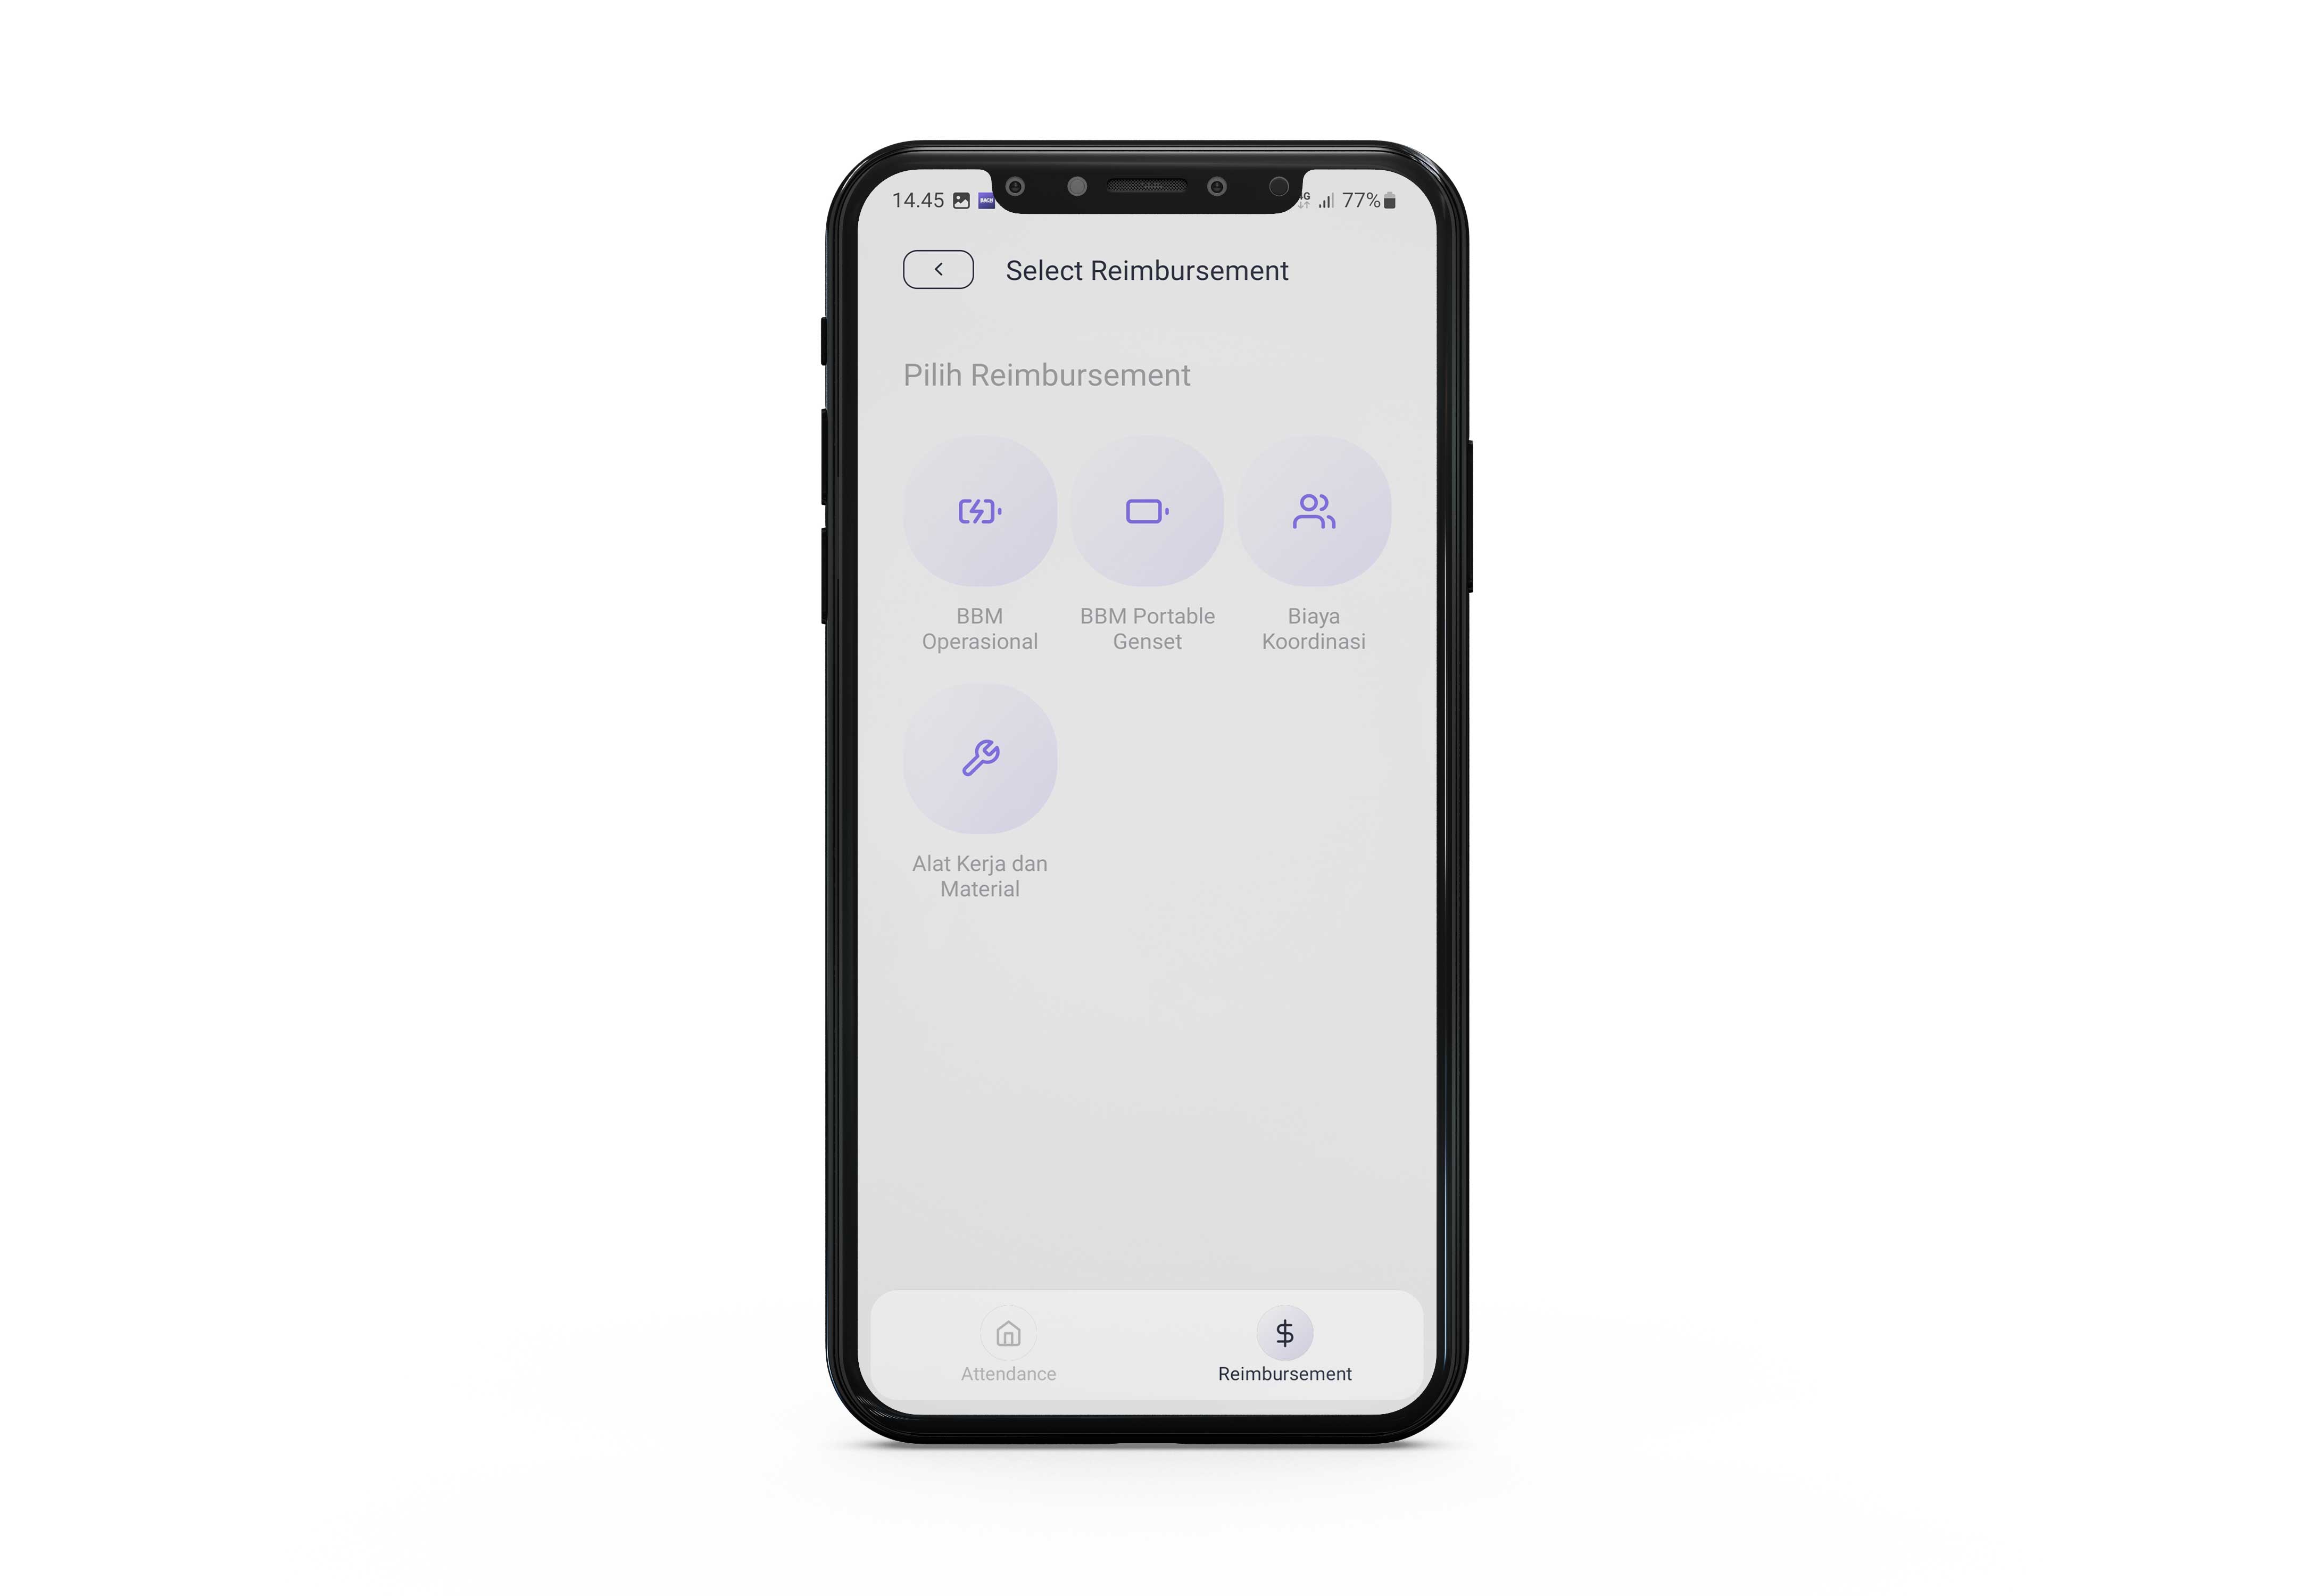 14.45 77%
Select Reimbursement
Pilih Reimbursement
BBM
Operasional
BBM Portable
Genset
Biaya
Koordinasi
Alat Kerja dan
Material
Attendance
Reimbursement